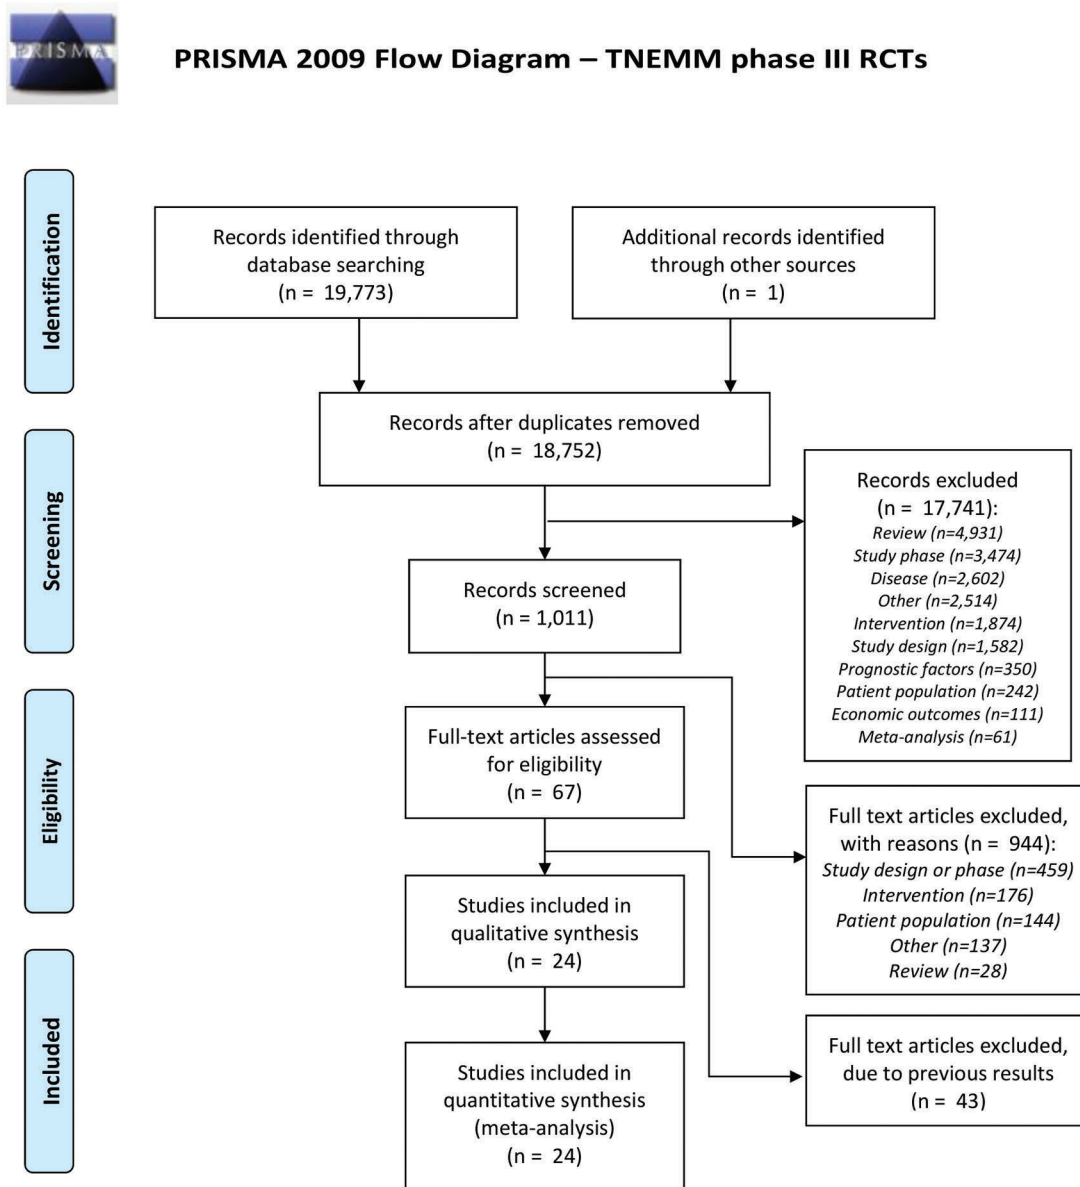 PRISMA
PRISMA 2009 Flow Diagram – TNEMM phase III RCTs
Identification
Records identified through
database searching
(n = 19,773)
Additional records identified
through other sources
(n = 1)
Records after duplicates removed
(n = 18,752)
Screening
Records excluded
(n = 17,741):
Review (n=4,931)
Study phase (n=3,474)
Disease (n=2,602)
Other (n=2,514)
Intervention (n=1,874)
Study design (n=1,582)
Prognostic factors (n=350)
Patient population (n=242)
Economic outcomes (n=111)
Meta-analysis (n=61)
Records screened
(n = 1,011)
Eligibility
Full-text articles assessed
for eligibility
(n = 67)
Full text articles excluded,
with reasons (n = 944):
Study design or phase (n=459)
Intervention (n=176)
Patient population (n=144)
Other (n=137)
Review (n=28)
Studies included in
qualitative synthesis
(n = 24)
Included
Full text articles excluded,
due to previous results
(n = 43)
Studies included in
quantitative synthesis
(meta-analysis)
(n = 24)